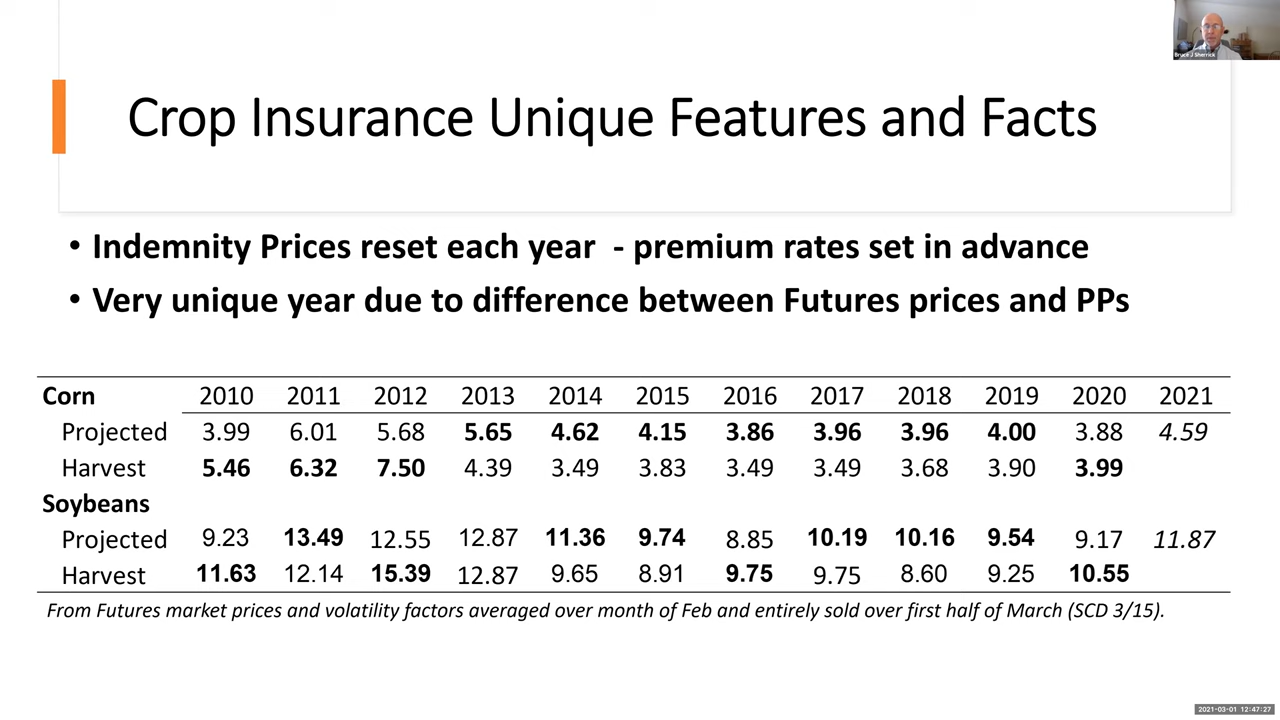 Bruce J Sherrick
Crop Insurance Unique Features and Facts
• Indemnity Prices reset each year - premium rates set in advance
• Very unique year due to difference between Futures prices and PPs
Corn 2010 2011 2012 2013 2014 2015 2016 2017 2018 2019 2020 2021
Projected 3.99 6.01 5.68 5.65 4.62 4.15 3.86 3.96 3.96 4.00 3.88 4.59
Harvest 5.46 6.32 7.50 4.39 3.49 3.83 3.49 3.49 3.68 3.90 3.99
Soybeans
Projected 9.23 13.49 12.55 12.87 11.36 9.74 8.85 10.19 10.16 9.54 9.17 11.87
Harvest 11.63 12.14 15.39 12.87 9.65 8.91 9.75 9.75 8.60 9.25 10.55
From Futures market prices and volatility factors averaged over month of Feb and entirely sold over first half of March (SCD 3/15).
2021-03-01 12:47:27